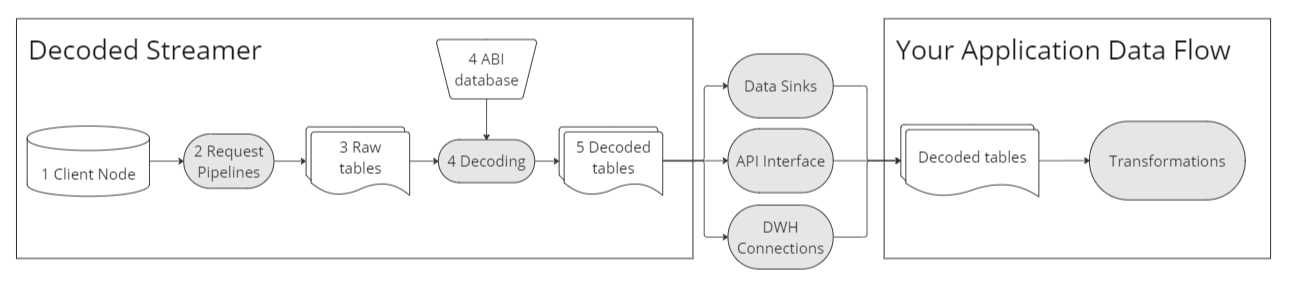 Decoded Streamer
4 ABI
database
1 Client Node
2 Request
Pipelines
3 Raw
tables
4 Decoding
5 Decoded
tables
Data Sinks
API Interface
DWH
Connections
Your Application Data Flow
Decoded tables
Transformations